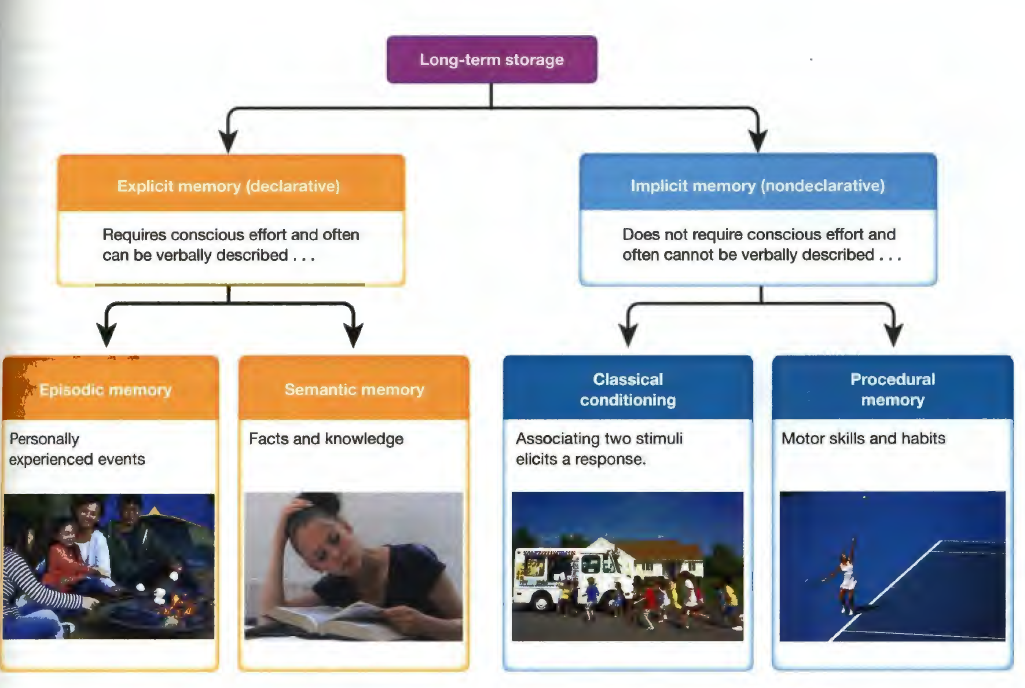 Long-term storage
Explicit memory (declarative)
Requires conscious effort and often
can be verbally described . . .
Implicit memory (nondeclarative)
Does not require conscious effort and
often cannot be verbally described . . .
Episodic memory
Personally
experienced events
Semantic memory
Facts and knowledge
Classical
conditioning
Associating two stimuli
elicits a response.
Procedural
memory
Motor skills and habits